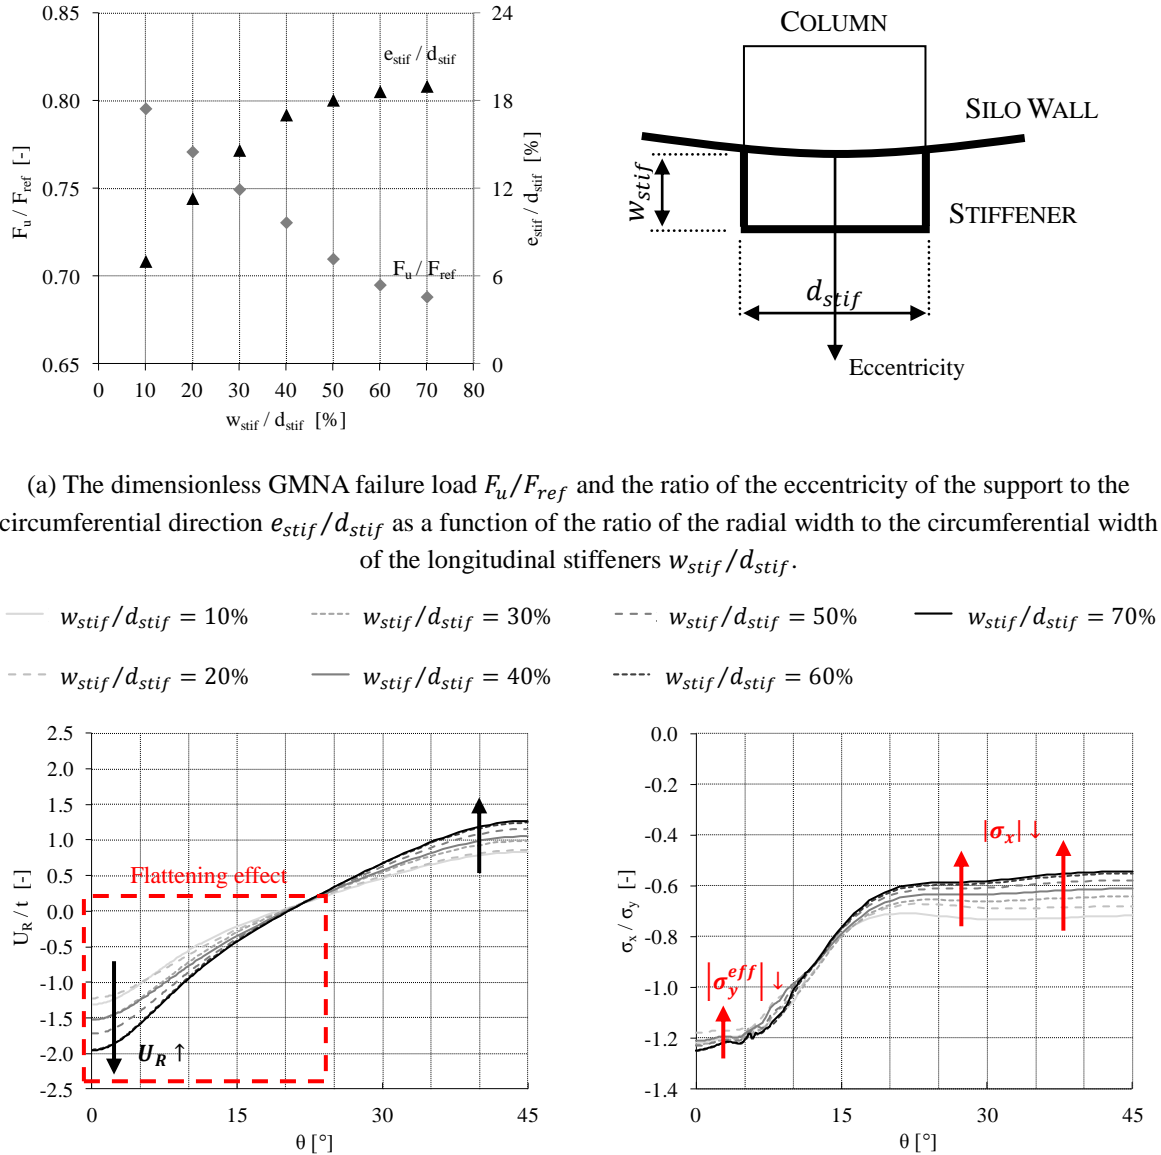 0.85
0.80
0.75
0.70
0.65
F_u / F_ref [-]
24
18
12
6
0
e_stif / d_stif [%]
e_stif / d_stif
F_u / F_ref
0 10 20 30 40 50 60 70 80
w_stif / d_stif [%]
COLUMN
SILO WALL
w_stif
STIFFENER
d_stif
Eccentricity
(a) The dimensionless GMNA failure load F_u/F_ref and the ratio of the eccentricity of the support to the
circumferential direction e_stif/d_stif as a function of the ratio of the radial width to the circumferential width
of the longitudinal stiffeners w_stif/d_stif.
w_stif/d_stif = 10% w_stif/d_stif = 30% w_stif/d_stif = 50% w_stif/d_stif = 70%
w_stif/d_stif = 20% w_stif/d_stif = 40% w_stif/d_stif = 60%
2.5
2.0
1.5
1.0
0.5
0.0
-0.5
-1.0
-1.5
-2.0
-2.5
U_R / t [-]
Flattening effect
U_R ↑
0 15 30 45
θ [°]
0.0
-0.2
-0.4
-0.6
-0.8
-1.0
-1.2
-1.4
σ_x / σ_y [-]
|σ_x| ↓
|σ_y^eff| ↓
0 15 30 45
θ [°]